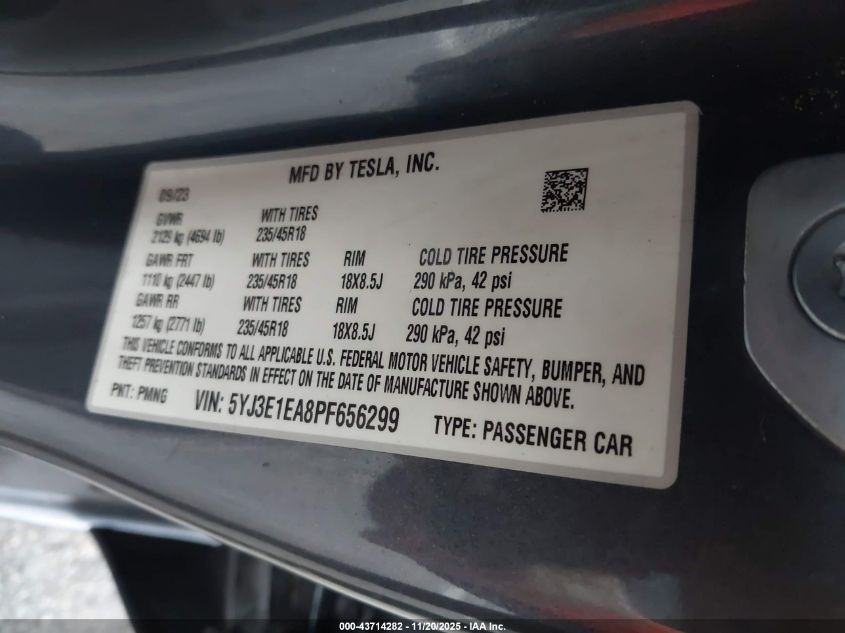 MFD BY TESLA, INC.
09/23
GVWR WITH TIRES
2129 kg (4694 lb) 235/45R18
GAWR FRT WITH TIRES RIM COLD TIRE PRESSURE
1110 kg (2447 lb) 235/45R18 18X8.5J 290 kPa, 42 psi
GAWR RR WITH TIRES RIM COLD TIRE PRESSURE
1257 kg (2771 lb) 235/45R18 18X8.5J 290 kPa, 42 psi
THIS VEHICLE CONFORMS TO ALL APPLICABLE U.S. FEDERAL MOTOR VEHICLE SAFETY, BUMPER, AND
THEFT PREVENTION STANDARDS IN EFFECT ON THE DATE OF MANUFACTURE SHOWN ABOVE.
PNT: PMNG VIN: 5YJ3E1EA8PF656299 TYPE: PASSENGER CAR
000-43714282 - 11/20/2025 - IAA Inc.